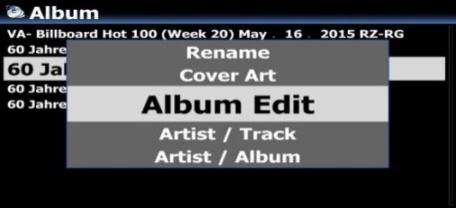 Album
VA- Billboard Hot 100 (Week 20) May . 16 . 2015 RZ-RG
60 Jahre
60
60 Jahre
60 Jahre
Rename
Cover Art
Album Edit
Artist / Track
Artist / Album